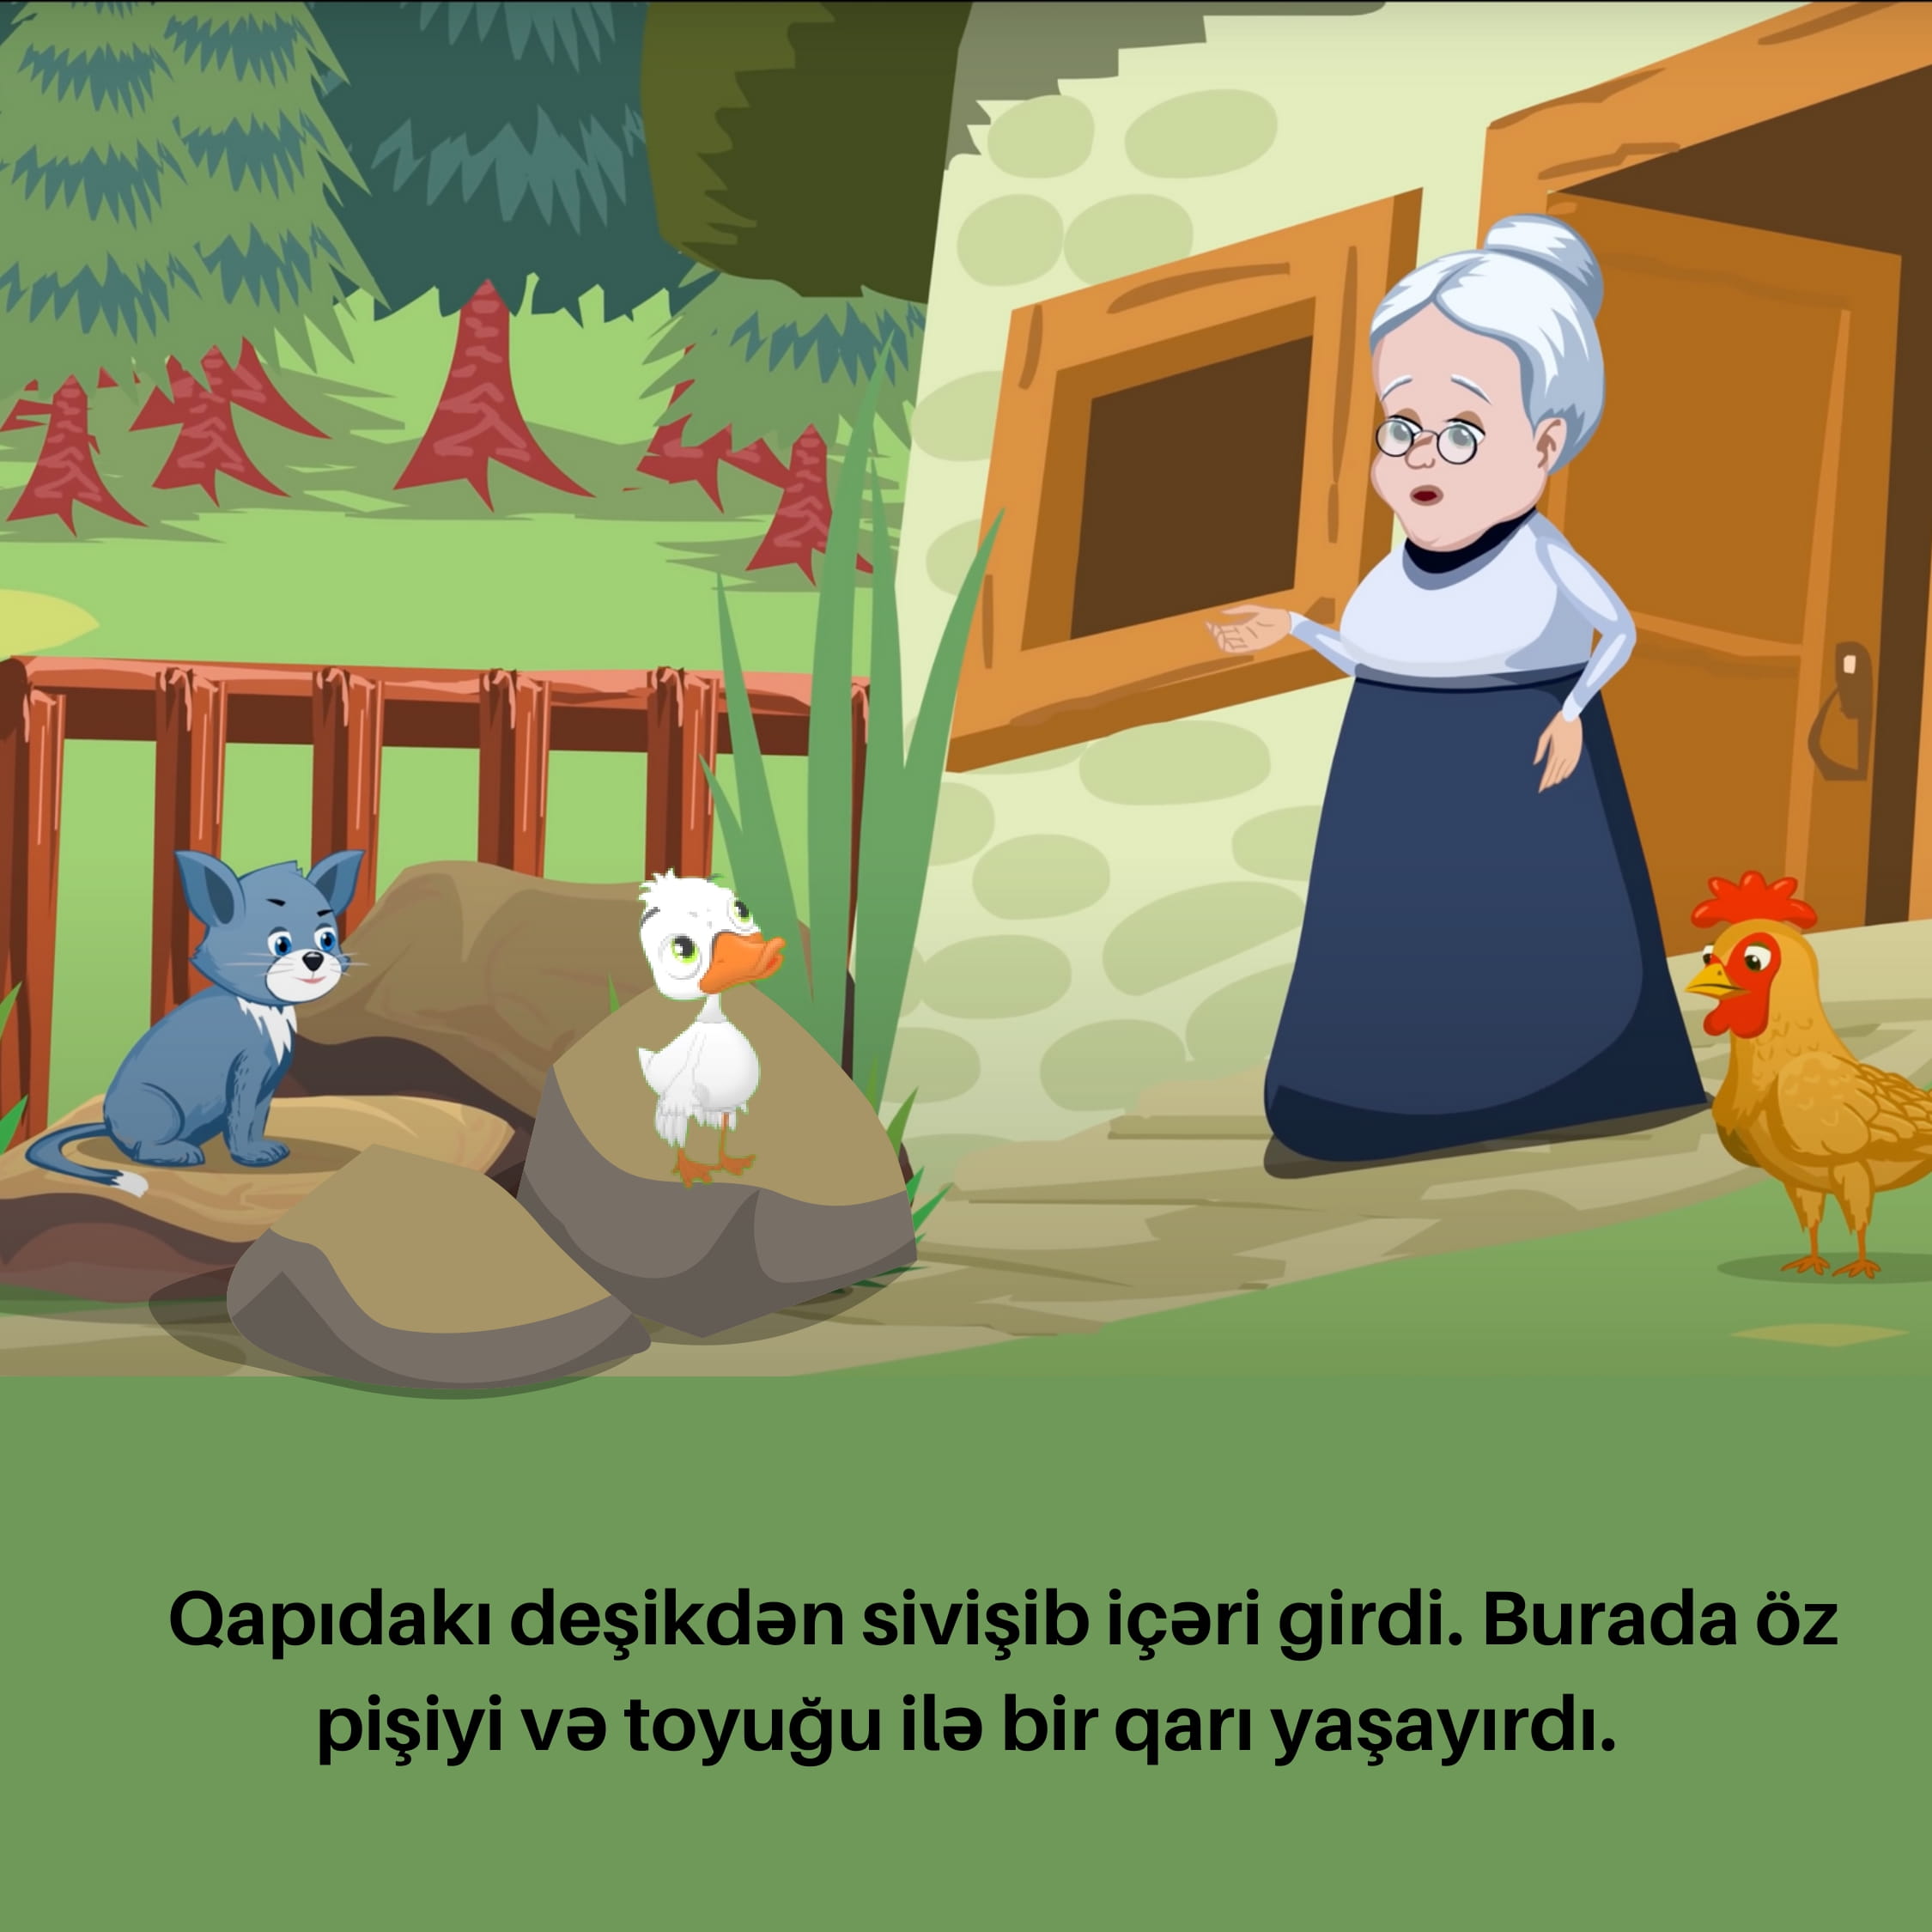 Qapıdakı deşikdən sivişib içəri girdi. Burada öz
pişiyi və toyuğu ilə bir qarı yaşayırdı.